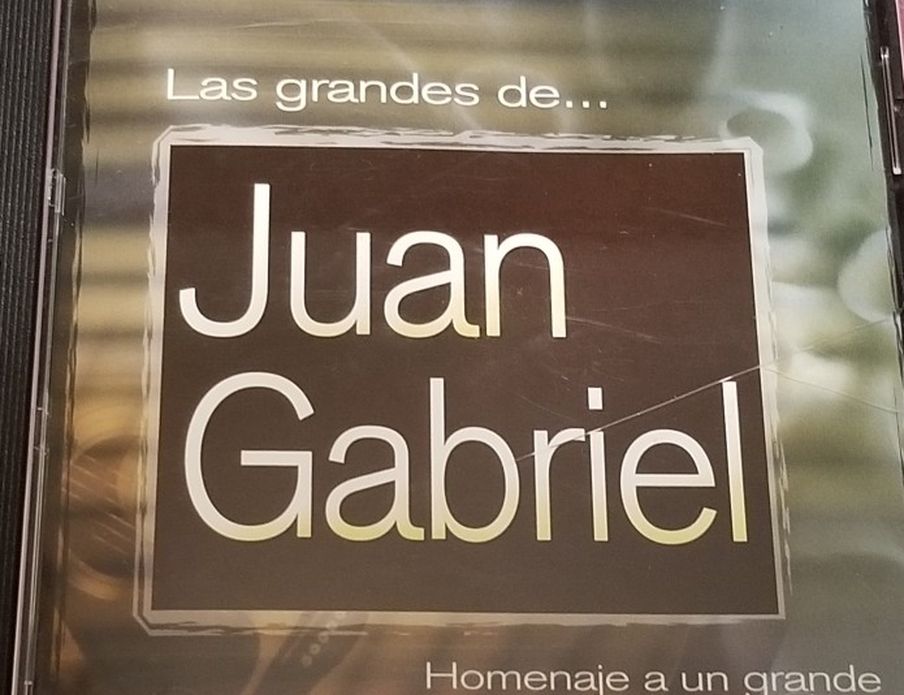 Las grandes de...
Juan
Gabriel
Homenaje a un grande